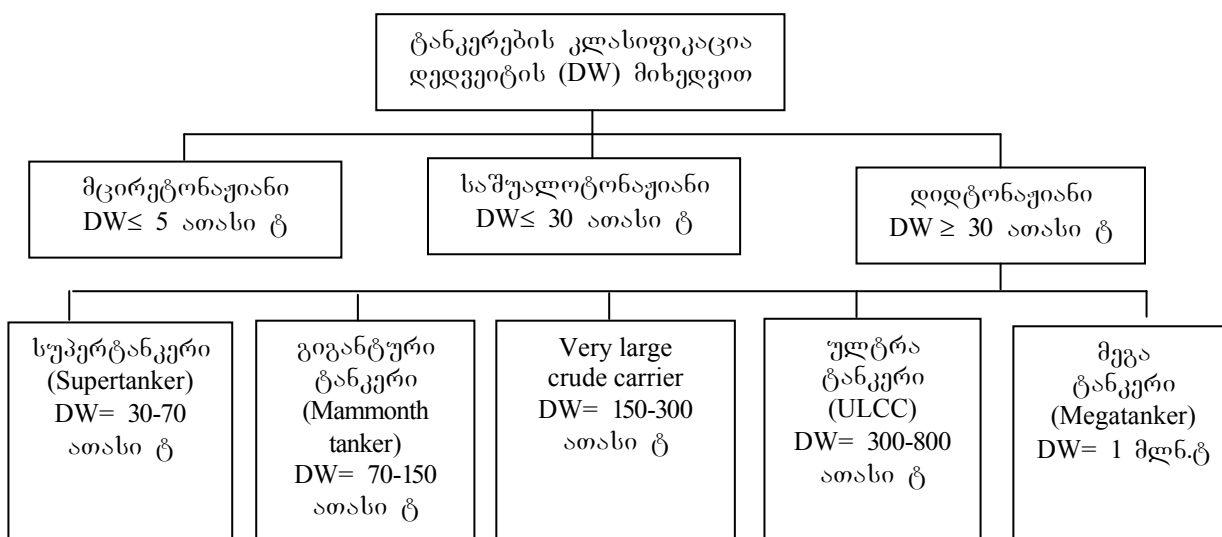 ტანკერების კლასიფიკაცია
დედვეიტის (DW) მიხედვით
მცირეტონაჟიანი
DW≤ 5 ათასი ტ
საშუალოტონაჟიანი
DW≤ 30 ათასი ტ
დიდტონაჟიანი
DW ≥ 30 ათასი ტ
სუპერტანკერი
(Supertanker)
DW= 30-70
ათასი ტ
გიგანტური
ტანკერი
(Mammonth
tanker)
DW= 70-150
ათასი ტ
Very large
crude carrier
DW= 150-300
ათასი ტ
ულტრა
ტანკერი
(ULCC)
DW= 300-800
ათასი ტ
მეგა
ტანკერი
(Megatanker)
DW= 1 მლნ.ტ